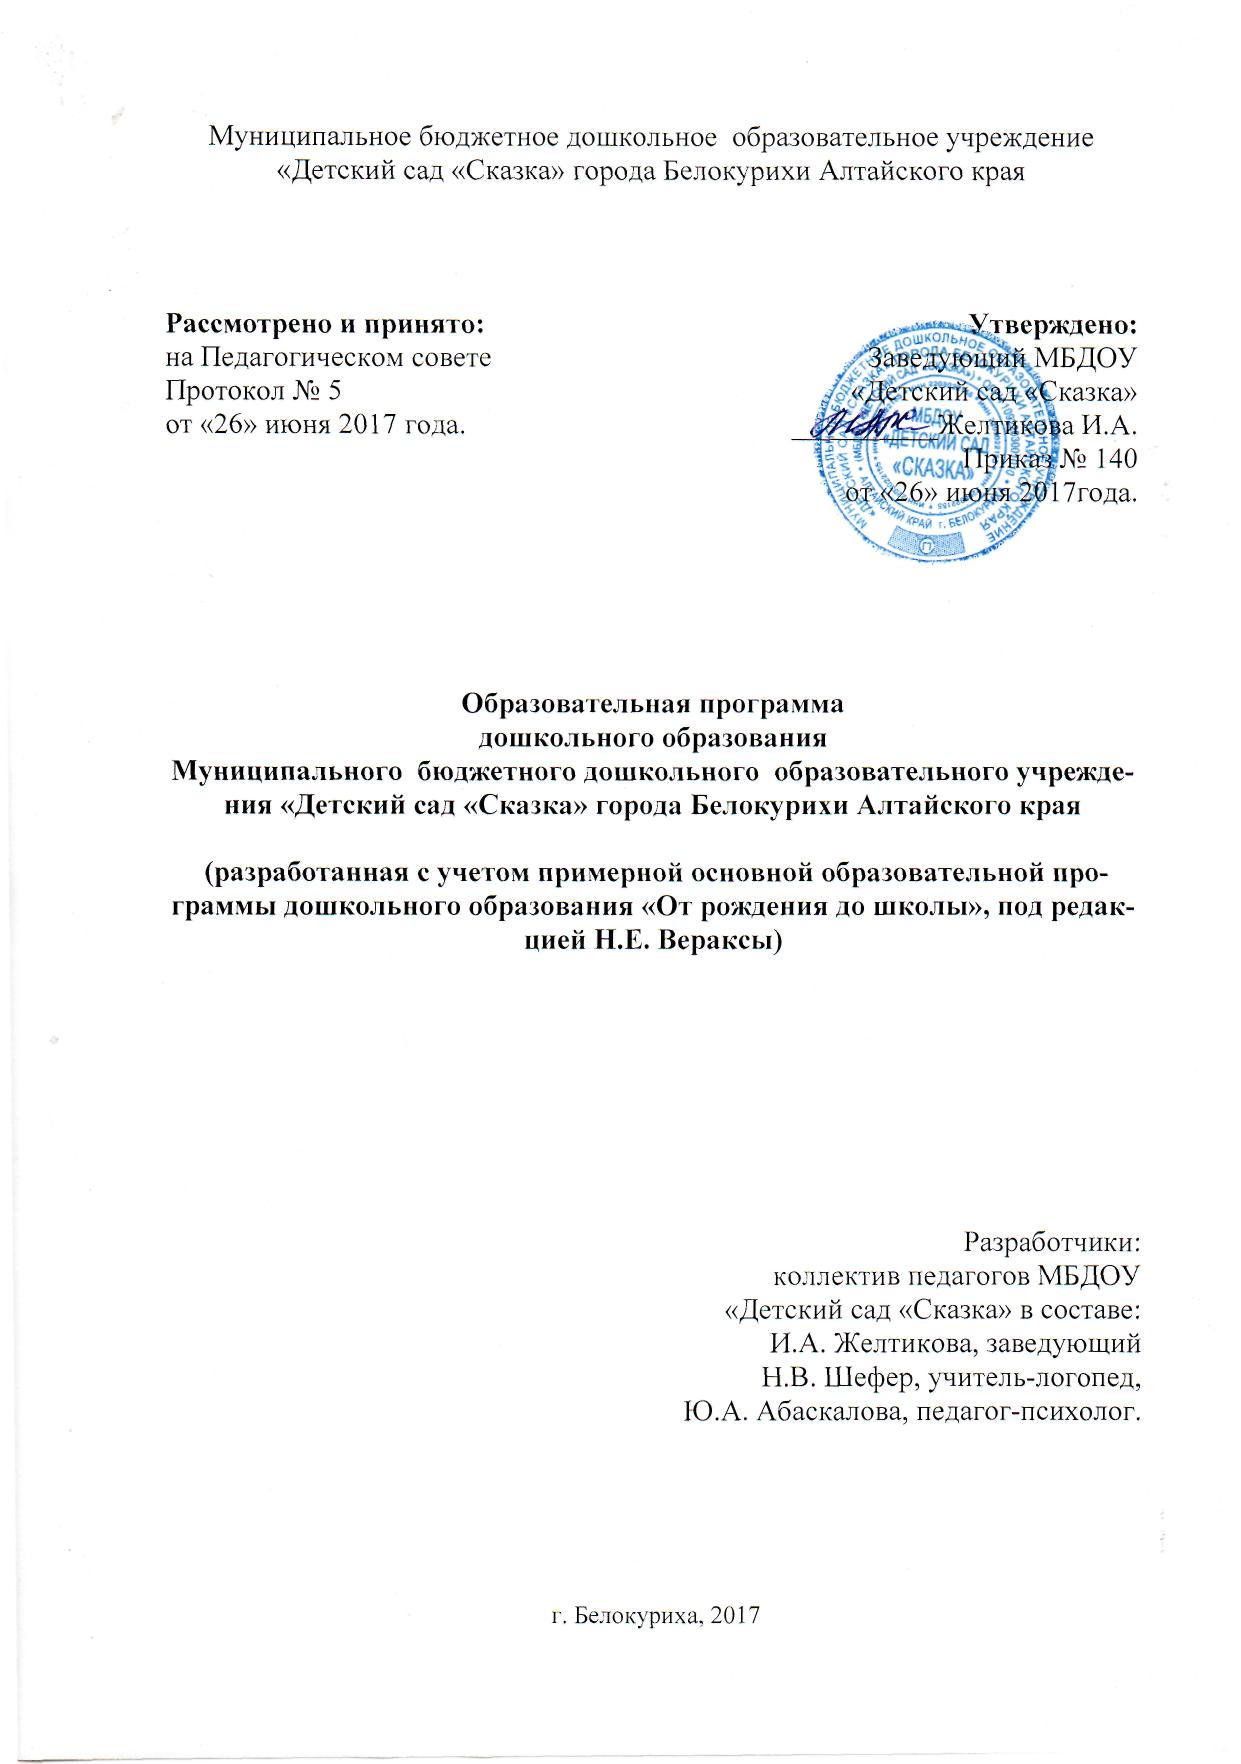 Муниципальное бюджетное дошкольное образовательное учреждение
«Детский сад «Сказка» города Белокурихи Алтайского края
Рассмотрено и принято:
на Педагогическом совете
Протокол № 5
от «26» июня 2017 года.
Утверждено:
Заведующий МБДОУ
«Детский сад «Сказка»
Желтикова И.А.
Приказ № 140
от «26» июня 2017года.
МБДОУ
«ДЕТСКИЙ САД
«СКАЗКА»
Образовательная программа
дошкольного образования
Муниципального бюджетного дошкольного образовательного учрежде-
ния «Детский сад «Сказка» города Белокурихи Алтайского края
(разработанная с учетом примерной основной образовательной про-
граммы дошкольного образования «От рождения до школы», под редак-
цией Н.Е. Вераксы)
Разработчики:
коллектив педагогов МБДОУ
«Детский сад «Сказка» в составе:
И.А. Желтикова, заведующий
Н.В. Шефер, учитель-логопед,
Ю.А. Абаскалова, педагог-психолог.
г. Белокуриха, 2017